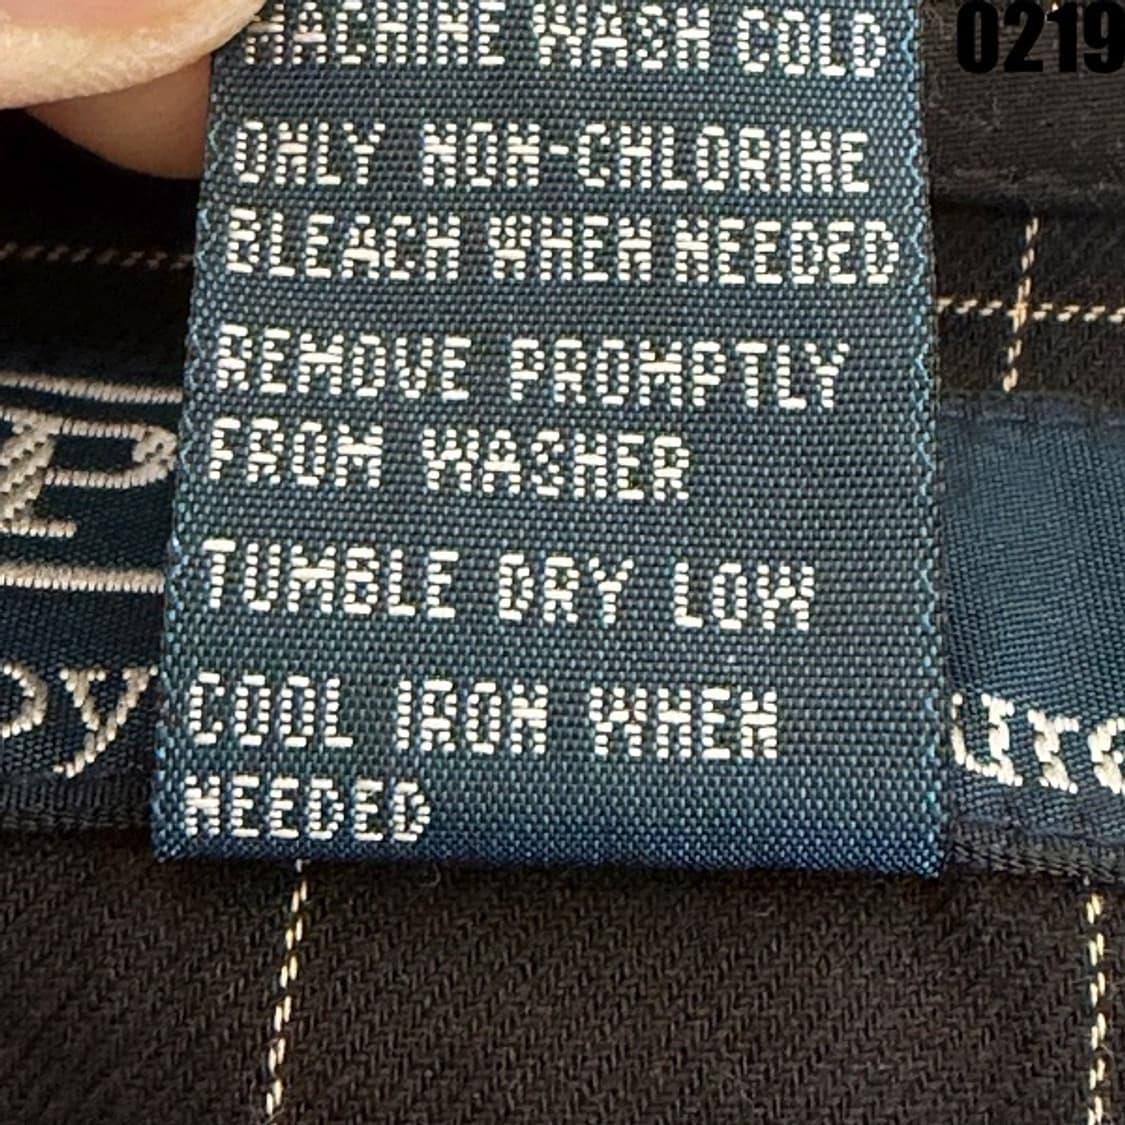 0219
MACHINE WASH COLD
ONLY NON-CHLORINE
BLEACH WHEN NEEDED
REMOVE PROMPTLY
FROM WASHER
TUMBLE DRY LOW
COOL IRON WHEN
NEEDED